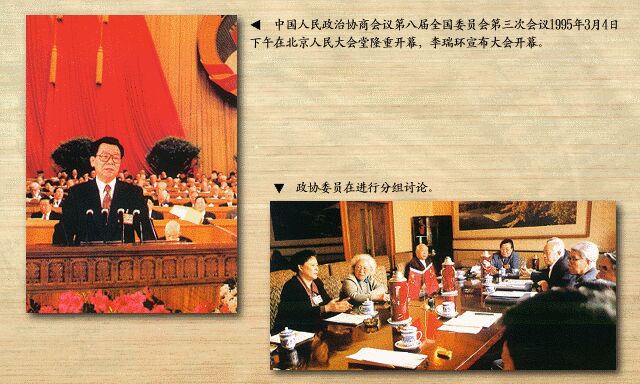 ◀ 中国人民政治协商会议第八届全国委员会第三次会议1995年3月4日
下午在北京人民大会堂隆重开幕，李瑞环宣布大会开幕。
▼ 政协委员在进行分组讨论。